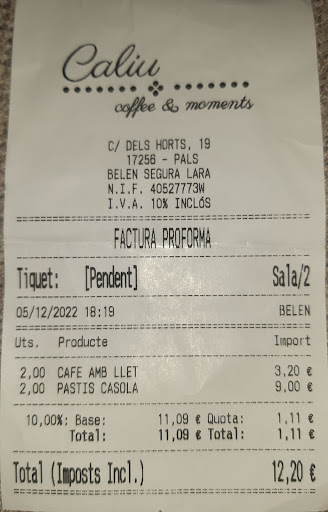 Caliu
coffee & moments
C/ DELS HORTS, 19
17256 - PALS
BELEN SEGURA LARA
N.I.F. 40527773W
I.V.A. 10% INCLóS
FACTURA PROFORMA
Tiquet: [Pendent] Sala/2
05/12/2022 18:19 BELEN
Uts. Producte Import
2,00 CAFE AMB LLET 3,20 €
2,00 PASTIS CASOLA 9,00 €
10,00%: Base: 11,09 € Quota: 1,11 €
Total: 11,09 € Total: 1,11 €
Total (Imposts Incl.) 12,20 €